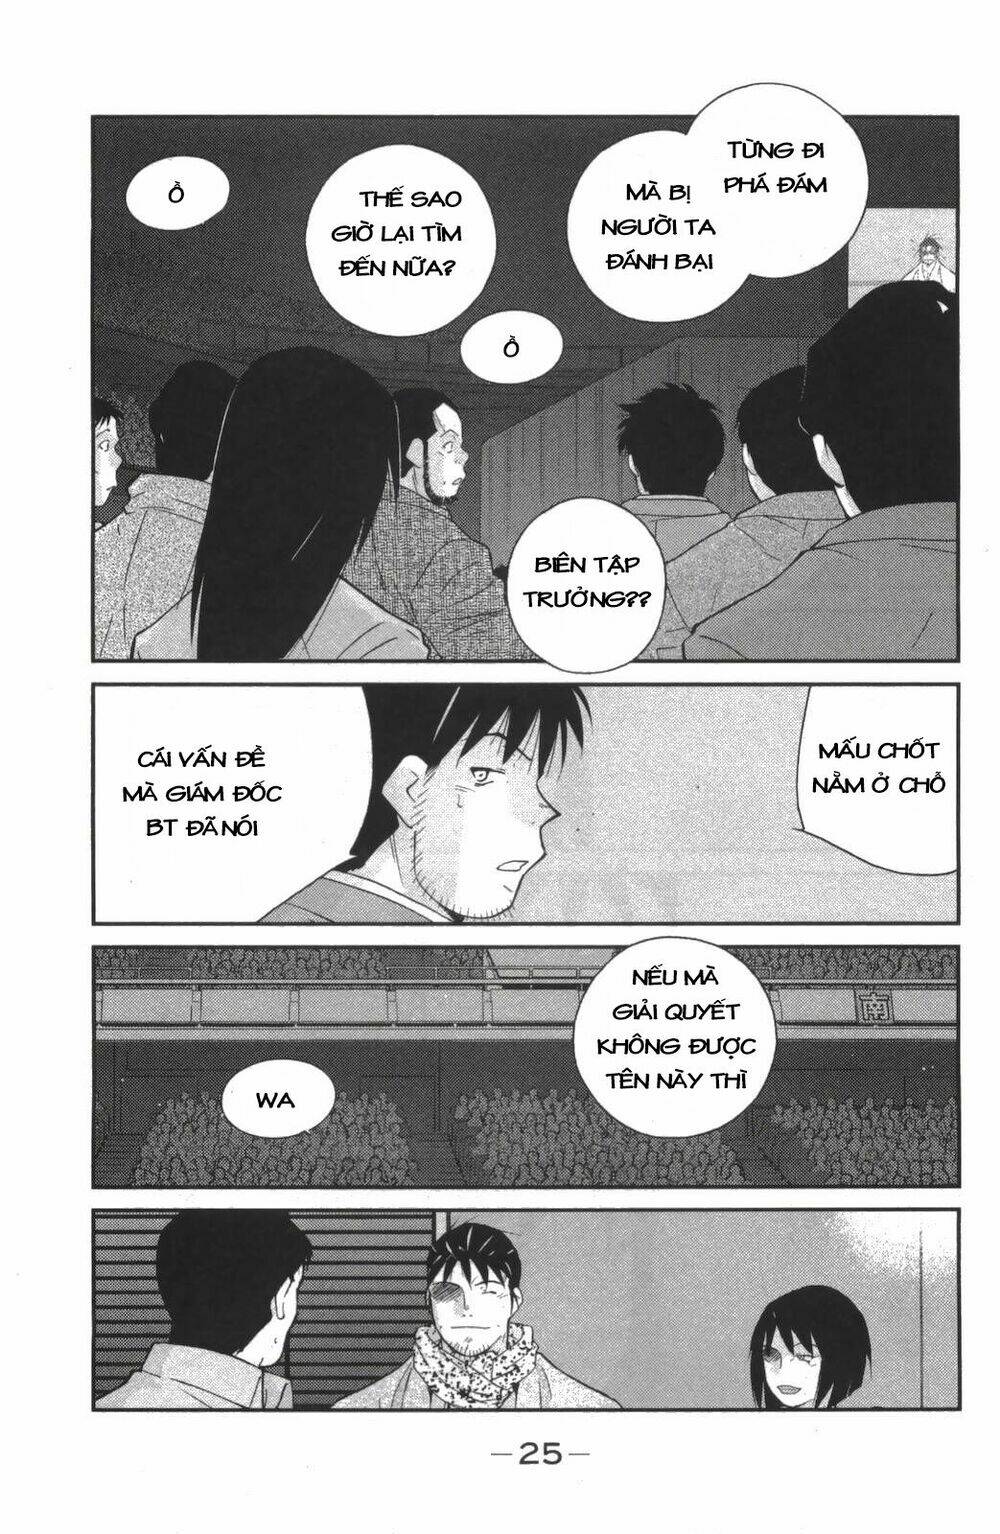 TỪNG ĐI
PHÁ ĐÁM
MÀ BỊ
NGƯỜI TA
ĐÁNH BẠI
THẾ SAO
GIỜ LẠI TÌM
ĐẾN NỮA?
Ồ
Ồ
BIÊN TẬP
TRƯỞNG??
MẤU CHỐT
NẰM Ở CHỖ
CÁI VẤN ĐỀ
MÀ GIÁM ĐỐC
BT ĐÃ NÓI
NẾU MÀ
GIẢI QUYẾT
KHÔNG ĐƯỢC
TÊN NÀY THÌ
南
WA
—25—